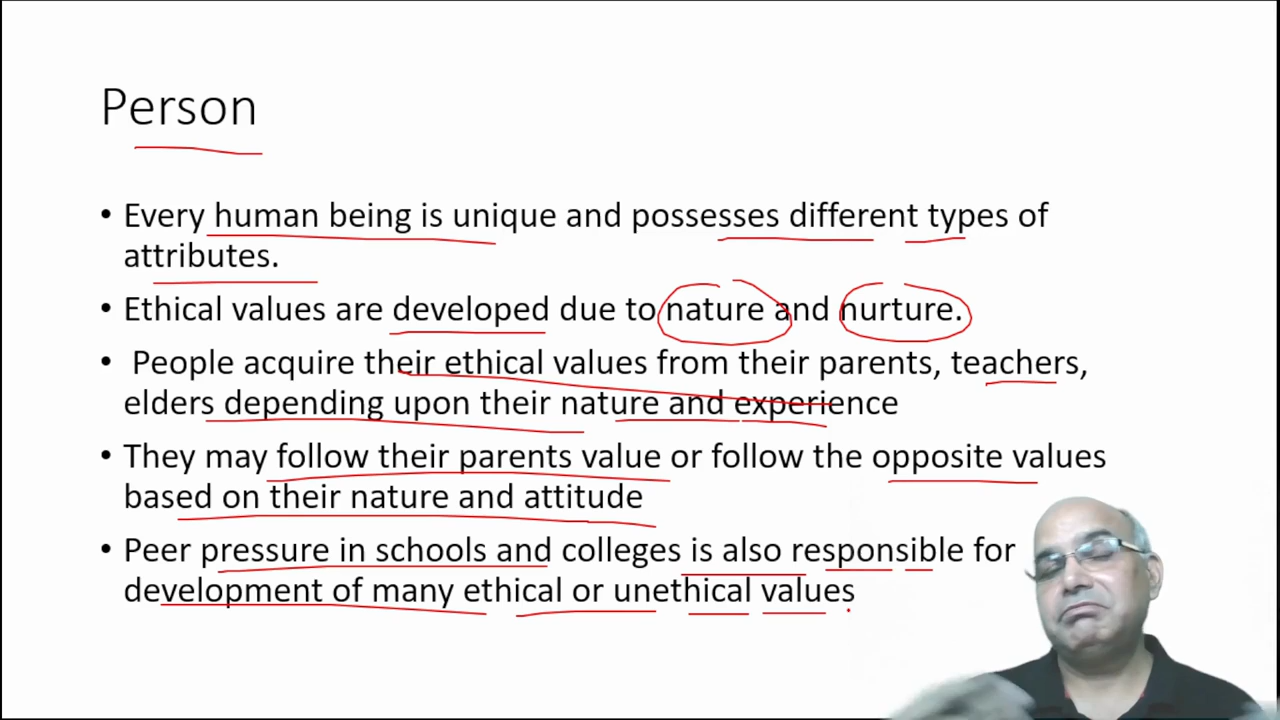 Person
• Every human being is unique and possesses different types of
attributes.
• Ethical values are developed due to nature and nurture.
• People acquire their ethical values from their parents, teachers,
elders depending upon their nature and experience
• They may follow their parents value or follow the opposite values
based on their nature and attitude
• Peer pressure in schools and colleges is also responsible for
development of many ethical or unethical values